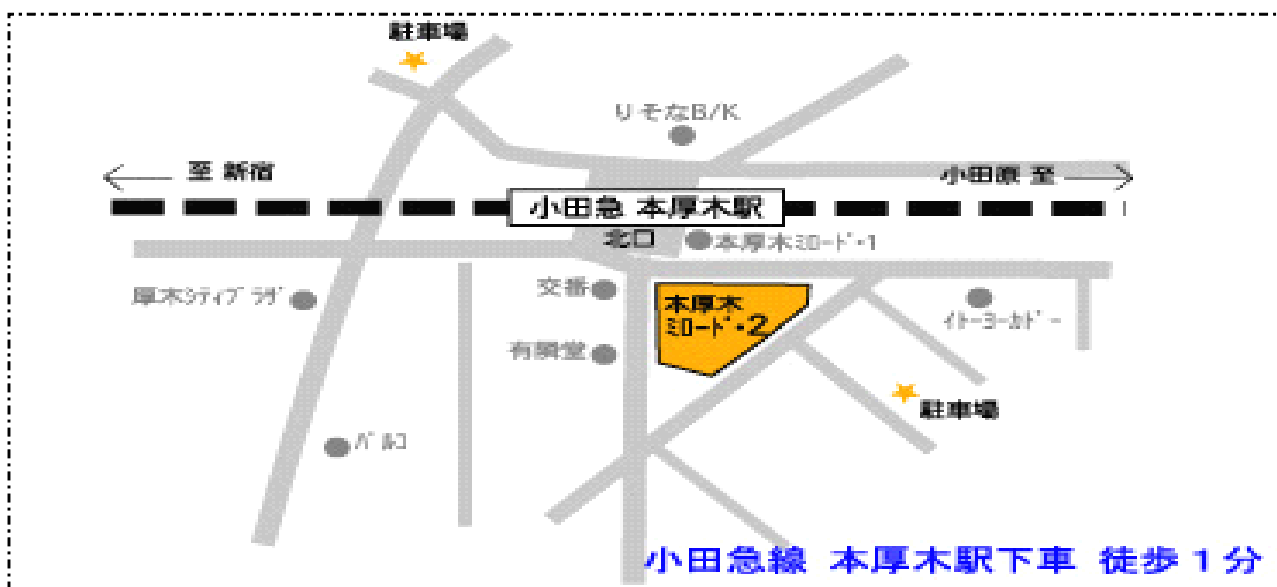 駐車場
りそなB/K
至 新宿
小田原 至
小田急 本厚木駅
北口
本厚木ミロード・1
厚木シティプラザ
交番
本厚木
ミロード・2
イトーヨーカドー
有隣堂
駐車場
パルコ
小田急線 本厚木駅下車 徒歩1分